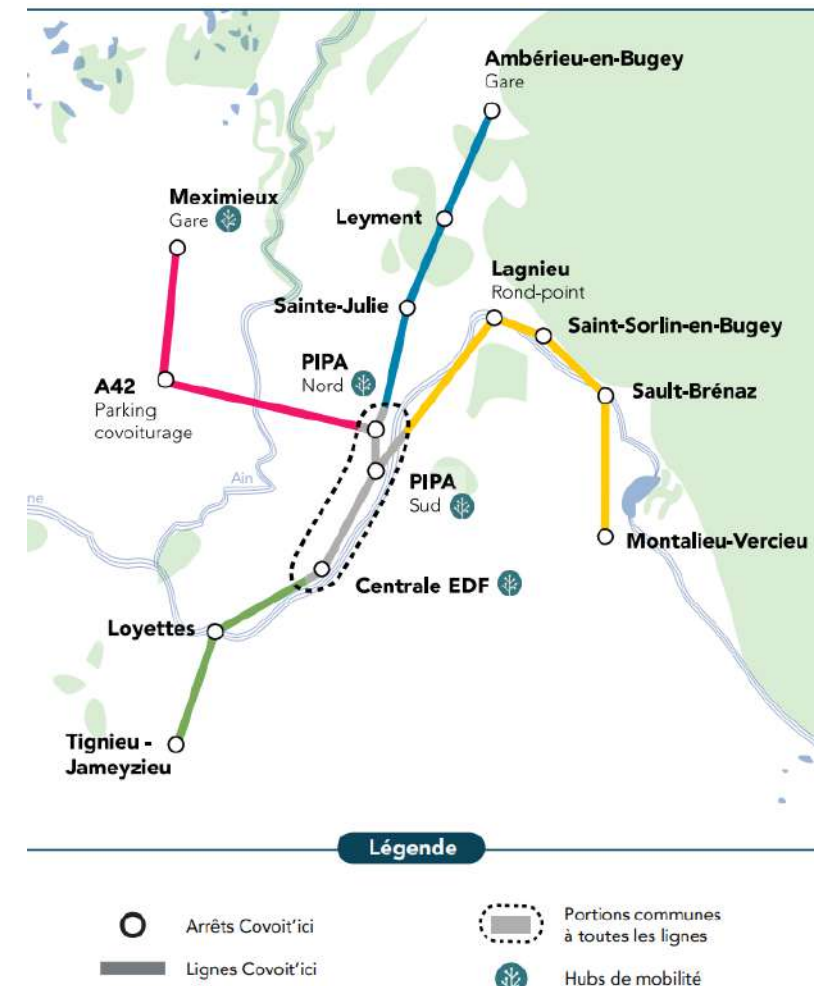 Ambérieu-en-Bugey
Gare
Meximieux
Gare
Leyment
Lagnieu
Rond-point
Sainte-Julie
Saint-Sorlin-en-Bugey
PIPA
Nord
A42
Parking
covoiturage
Sault-Brénaz
Ain
PIPA
Sud
ne
Montalieu-Vercieu
Centrale EDF
Loyettes
Tignieu -
Jameyzieu
Légende
Arrêts Covoit'ici
Portions communes
à toutes les lignes
Lignes Covoit'ici
Hubs de mobilité